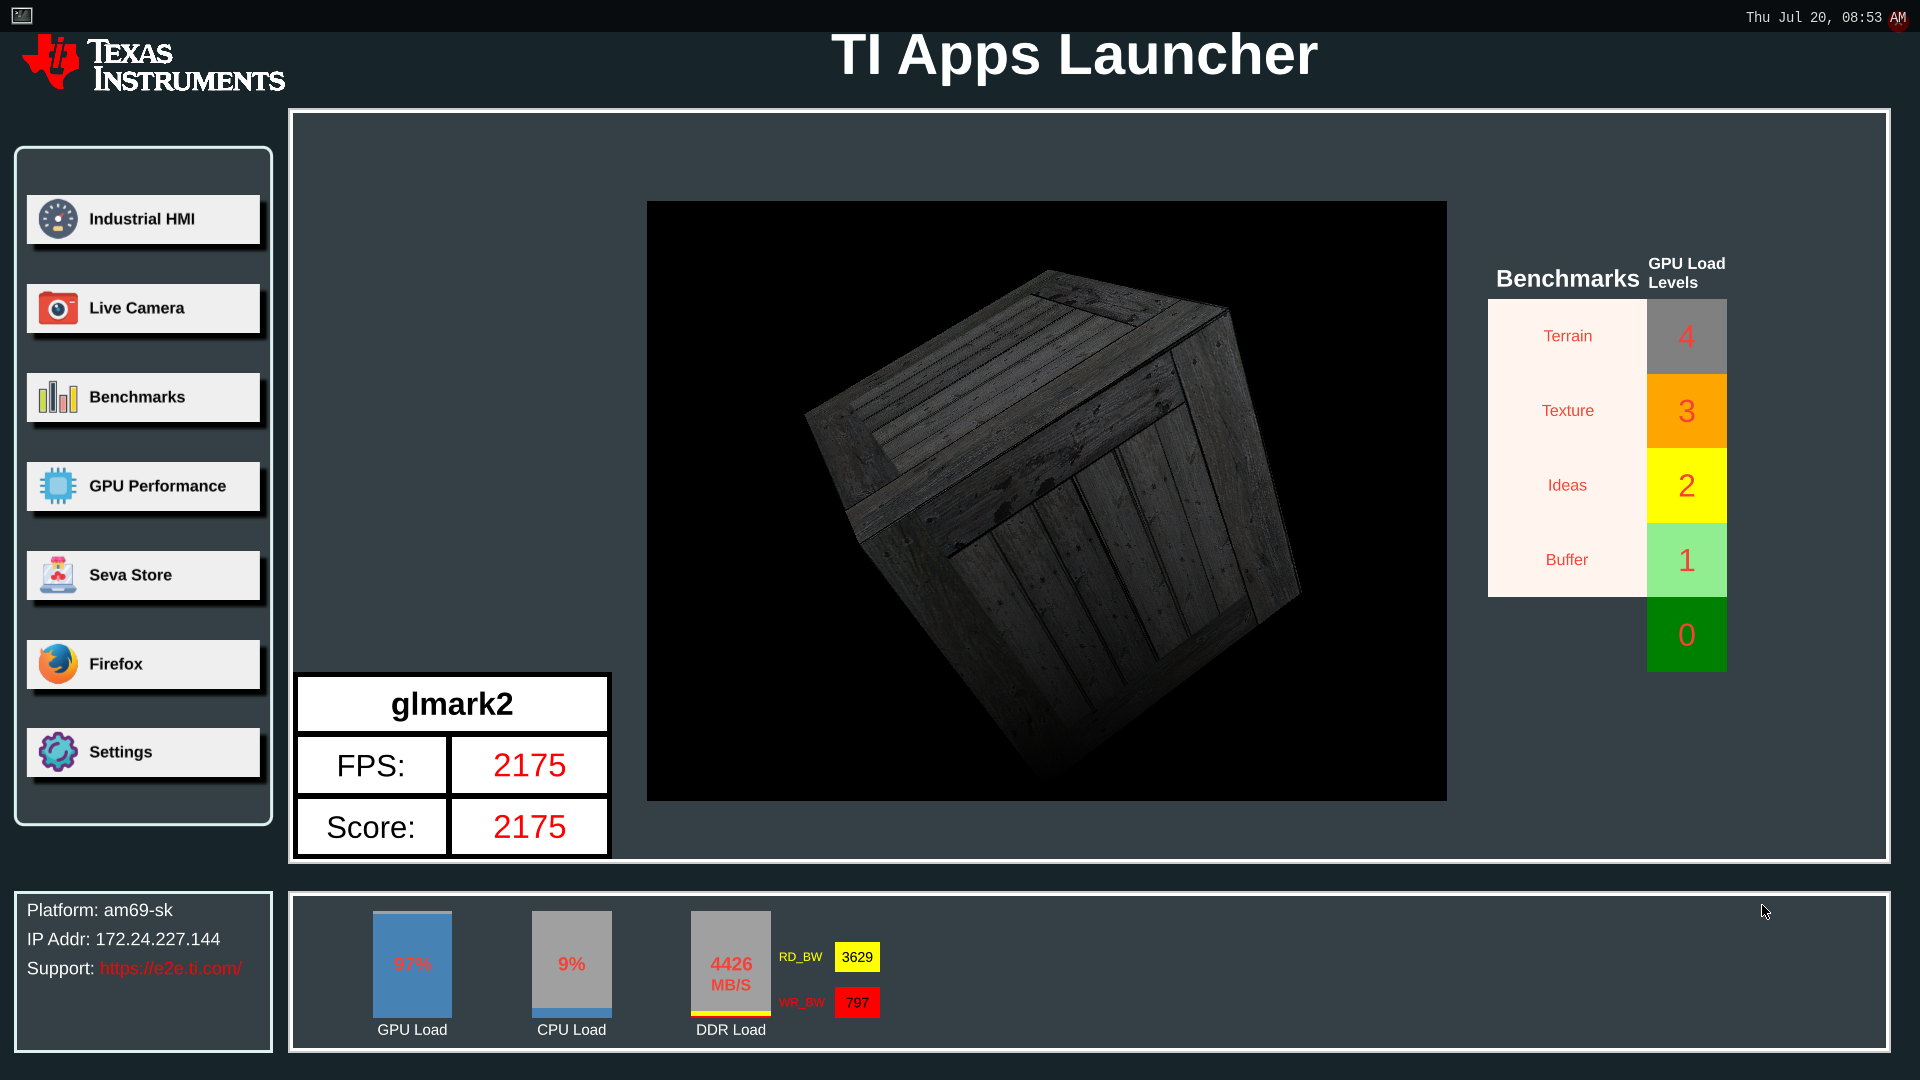 Thu Jul 20, 08:53 AM
TEXAS
INSTRUMENTS
TI Apps Launcher
Industrial HMI
Live Camera
Benchmarks
GPU Performance
Seva Store
Firefox
Settings
Benchmarks
GPU Load
Levels
Terrain
4
Texture
3
Ideas
2
Buffer
1
0
glmark2
FPS: 2175
Score: 2175
Platform: am69-sk
IP Addr: 172.24.227.144
Support: https://e2e.ti.com/
97%
GPU Load
9%
CPU Load
4426
MB/S
DDR Load
RD_BW 3629
WR_BW 797